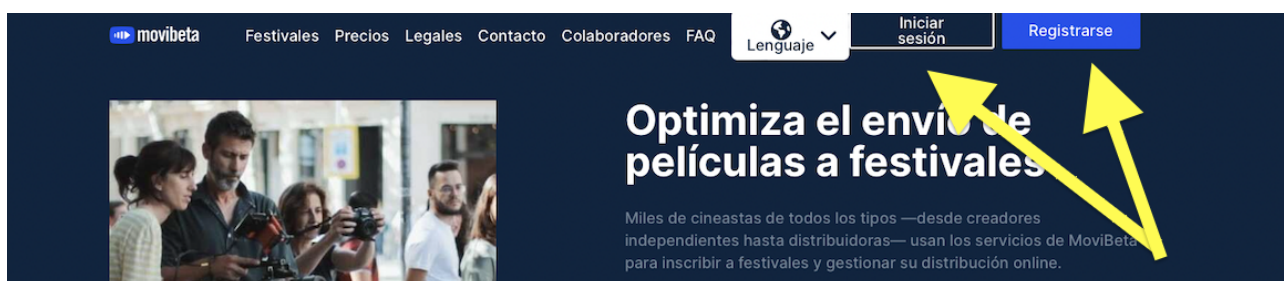 movibeta
Festivales Precios Legales Contacto Colaboradores FAQ
Lenguaje
Iniciar
sesión
Registrarse
Optimiza el envío de
películas a festivales
Miles de cineastas de todos los tipos —desde creadores
independientes hasta distribuidoras— usan los servicios de MoviBeta
para inscribir a festivales y gestionar su distribución online.